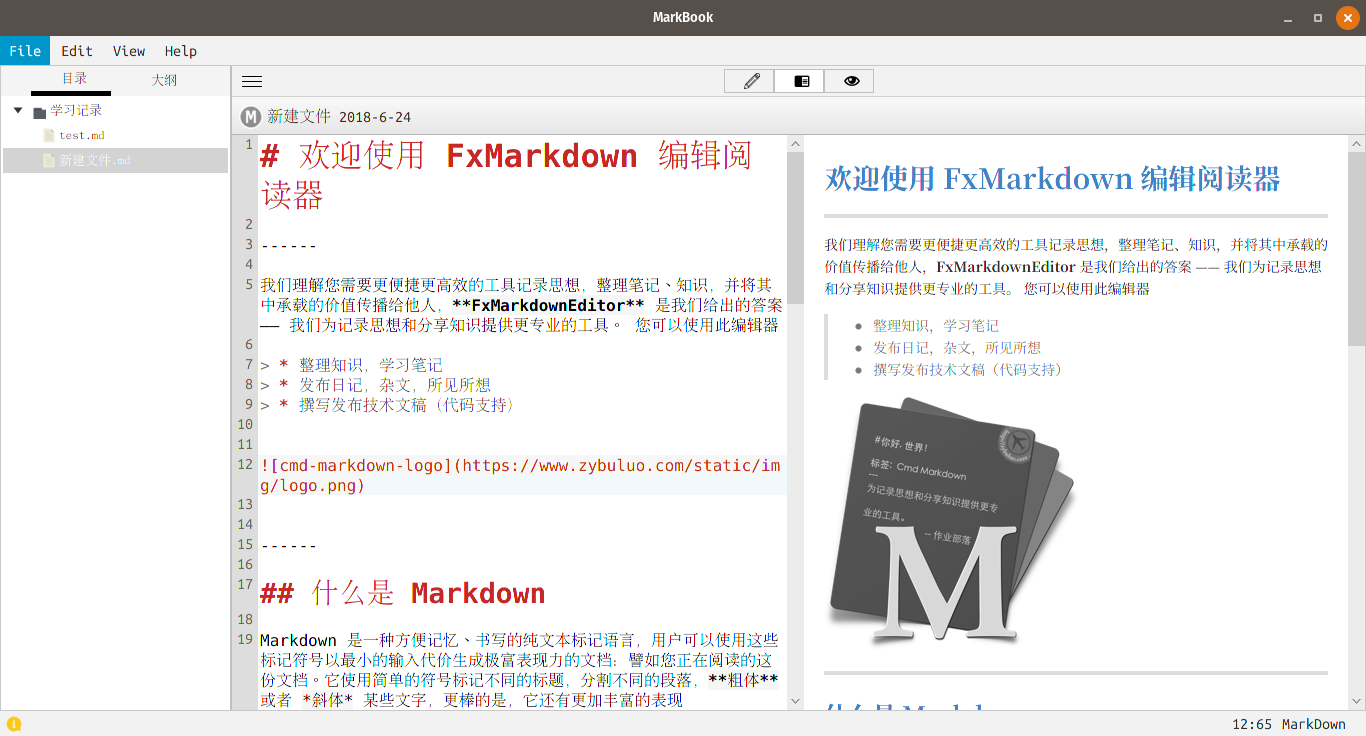 MarkBook
File Edit View Help
目录 大纲
学习记录
test.md
新建文件.md
M 新建文件 2018-6-24
1 # 欢迎使用 FxMarkdown 编辑阅
读器
2
3 ------
4
5 我们理解您需要更便捷更高效的工具记录思想，整理笔记、知识，并将其
中承载的价值传播给他人，**FxMarkdownEditor** 是我们给出的答案
—— 我们为记录思想和分享知识提供更专业的工具。 您可以使用此编辑器
6
7 > * 整理知识，学习笔记
8 > * 发布日记，杂文，所见所想
9 > * 撰写发布技术文稿（代码支持）
10
11
12 ![cmd-markdown-logo](https://www.zybuluo.com/static/im
g/logo.png)
13
14
15 ------
16
17 ## 什么是 Markdown
18
19 Markdown 是一种方便记忆、书写的纯文本标记语言，用户可以使用这些
标记符号以最小的输入代价生成极富表现力的文档：譬如您正在阅读的这
份文档。它使用简单的符号标记不同的标题，分割不同的段落，**粗体**
或者 *斜体* 某些文字，更棒的是，它还有更加丰富的表现
欢迎使用 FxMarkdown 编辑阅读器
我们理解您需要更便捷更高效的工具记录思想，整理笔记、知识，并将其中承载的
价值传播给他人，FxMarkdownEditor 是我们给出的答案 —— 我们为记录思想
和分享知识提供更专业的工具。 您可以使用此编辑器
整理知识，学习笔记
发布日记，杂文，所见所想
撰写发布技术文稿（代码支持）
#你好, 世界!
标签：Cmd Markdown
—
为记录思想和分享知识提供更专
业的工具。
-- 作业部落
M
什么是 Markdown
12:65 MarkDown